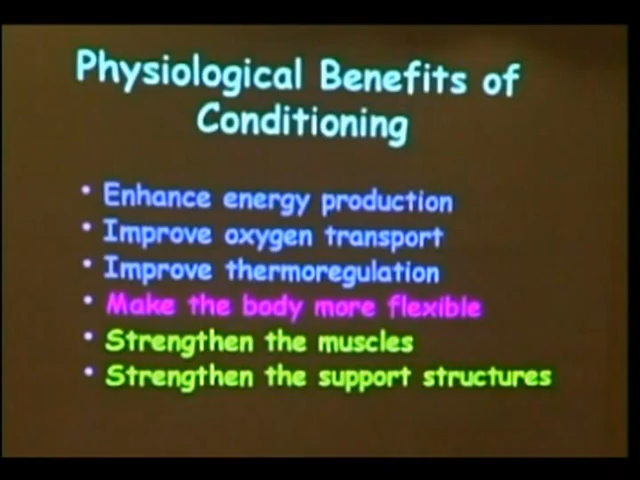 Physiological Benefits of
Conditioning
• Enhance energy production
• Improve oxygen transport
• Improve thermoregulation
• Make the body more flexible
• Strengthen the muscles
• Strengthen the support structures